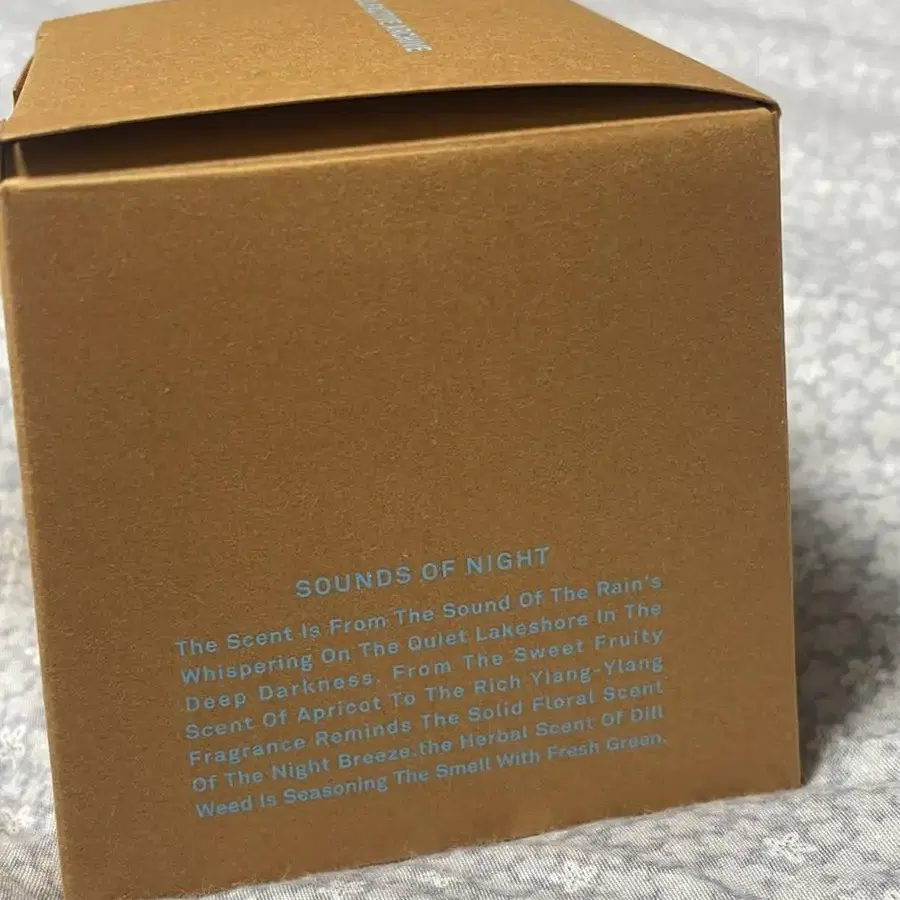 ARCHIVE
SOUNDS OF NIGHT
The Scent Is From The Sound Of The Rain's
Whispering On The Quiet Lakeshore In The
Deep Darkness. From The Sweet Fruity
Scent Of Apricot To The Rich Ylang-Ylang
Fragrance Reminds The Solid Floral Scent
Of The Night Breeze.the Herbal Scent Of Dill
Weed Is Seasoning The Smell With Fresh Green.